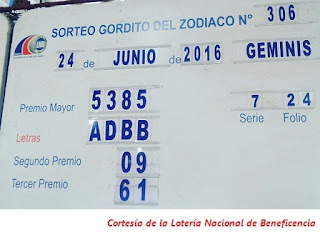 SORTEO GORDITO DEL ZODIACO N° 306
24 de JUNIO de 2016 GEMINIS
Premio Mayor 5385 7 24
Letras ADBB Serie Folio
Segundo Premio 09
Tercer Premio 61
Cortesía de la Lotería Nacional de Beneficencia